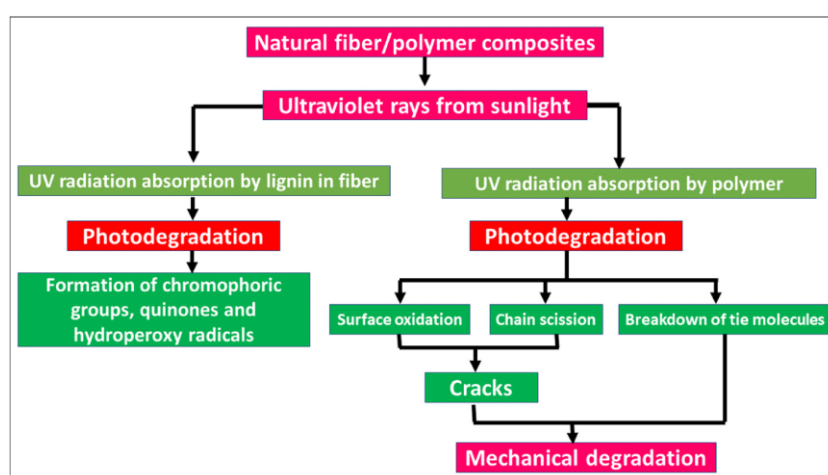 Natural fiber/polymer composites
Ultraviolet rays from sunlight
UV radiation absorption by lignin in fiber
UV radiation absorption by polymer
Photodegradation
Photodegradation
Formation of chromophoric
groups, quinones and
hydroperoxy radicals
Surface oxidation
Chain scission
Breakdown of tie molecules
Cracks
Mechanical degradation